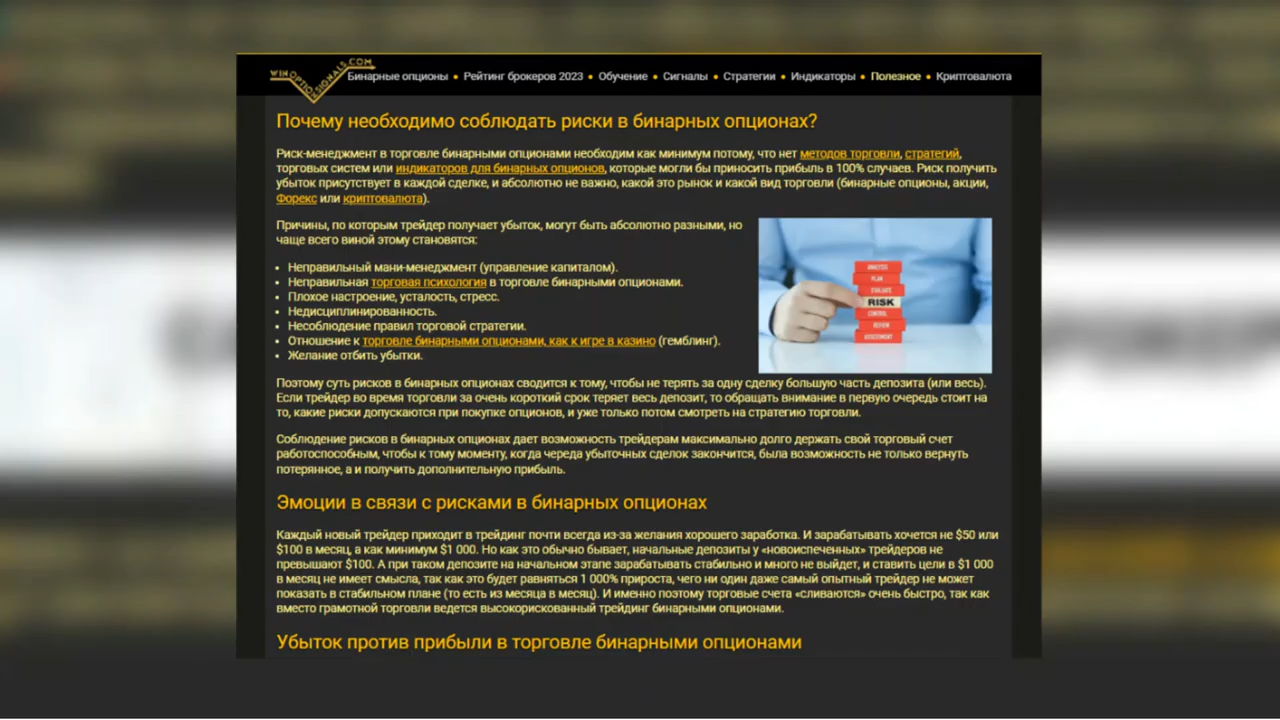 WINOPTIONSIGNALS.COM
Бинарные опционы • Рейтинг брокеров 2023 • Обучение • Сигналы • Стратегии • Индикаторы • Полезное • Криптовалюта
Почему необходимо соблюдать риски в бинарных опционах?
Риск-менеджмент в торговле бинарными опционами необходим как минимум потому, что нет методов торговли, стратегий,
торговых систем или индикаторов для бинарных опционов, которые могли бы приносить прибыль в 100% случаев. Риск получить
убыток присутствует в каждой сделке, и абсолютно не важно, какой это рынок и какой вид торговли (бинарные опционы, акции,
Форекс или криптовалюта).
Причины, по которым трейдер получает убыток, могут быть абсолютно разными, но
чаще всего виной этому становятся:
• Неправильный мани-менеджмент (управление капиталом).
• Неправильная торговая психология в торговле бинарными опционами.
• Плохое настроение, усталость, стресс.
• Недисциплинированность.
• Несоблюдение правил торговой стратегии.
• Отношение к торговле бинарными опционами, как к игре в казино (гемблинг).
• Желание отбить убытки.
ANALYSIS
PLAN
EVALUATE
RISK
CONTROL
REVIEW
ASSESSMENT
Поэтому суть рисков в бинарных опционах сводится к тому, чтобы не терять за одну сделку большую часть депозита (или весь).
Если трейдер во время торговли за очень короткий срок теряет весь депозит, то обращать внимание в первую очередь стоит на
то, какие риски допускаются при покупке опционов, и уже только потом смотреть на стратегию торговли.
Соблюдение рисков в бинарных опционах дает возможность трейдерам максимально долго держать свой торговый счет
работоспособным, чтобы к тому моменту, когда череда убыточных сделок закончится, была возможность не только вернуть
потерянное, а и получить дополнительную прибыль.
Эмоции в связи с рисками в бинарных опционах
Каждый новый трейдер приходит в трейдинг почти всегда из-за желания хорошего заработка. И зарабатывать хочется не $50 или
$100 в месяц, а как минимум $1 000. Но как это обычно бывает, начальные депозиты у «новоиспеченных» трейдеров не
превышают $100. А при таком депозите на начальном этапе зарабатывать стабильно и много не выйдет, и ставить цели в $1 000
в месяц не имеет смысла, так как это будет равняться 1 000% прироста, чего ни один даже самый опытный трейдер не может
показать в стабильном плане (то есть из месяца в месяц). И именно поэтому торговые счета «сливаются» очень быстро, так как
вместо грамотной торговли ведется высокорискованный трейдинг бинарными опционами.
Убыток против прибыли в торговле бинарными опционами